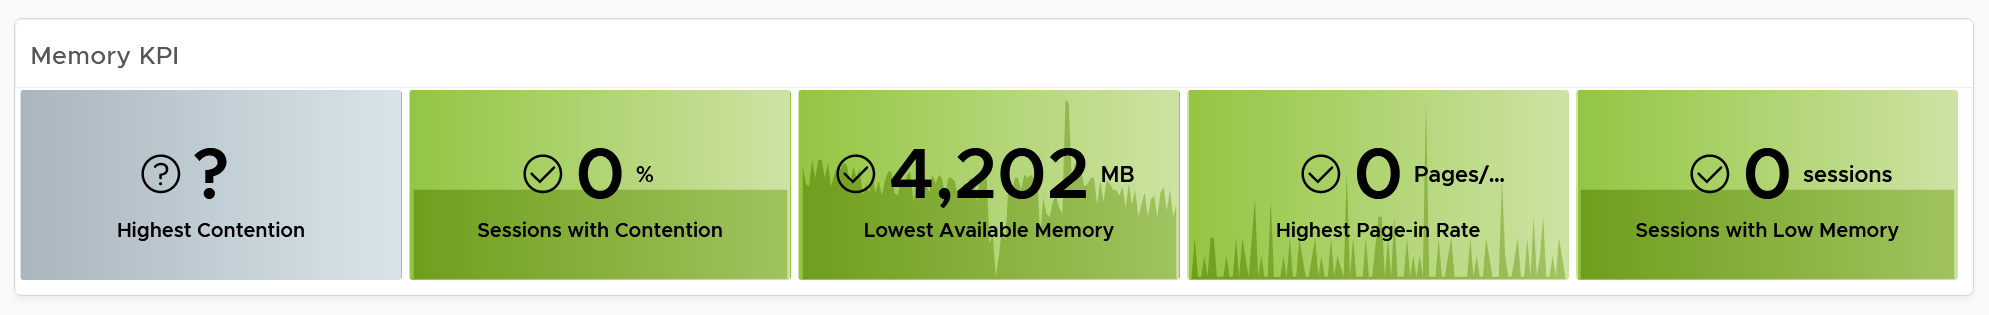 Memory KPI
?
Highest Contention
0 %
Sessions with Contention
4,202 MB
Lowest Available Memory
0 Pages/...
Highest Page-in Rate
0 sessions
Sessions with Low Memory